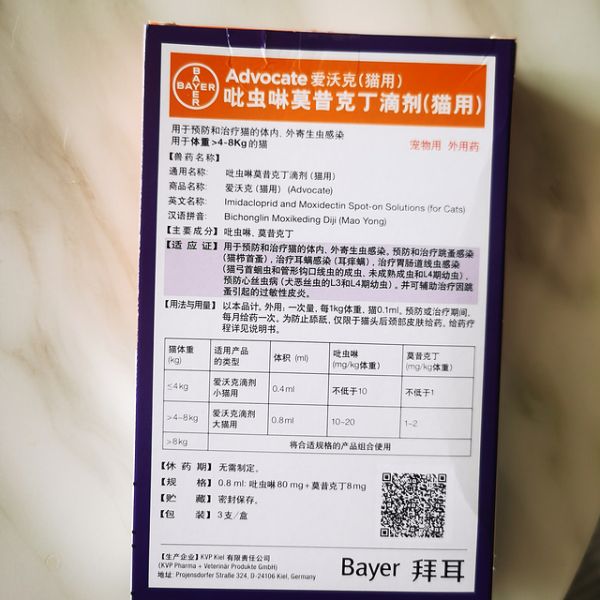 BAYER
BAYER
Advocate 爱沃克(猫用)
吡虫啉莫昔克丁滴剂(猫用)
用于预防和治疗猫的体内、外寄生虫感染
用于体重>4-8Kg的猫
宠物用 外用药
【兽药名称】
通用名称: 吡虫啉莫昔克丁滴剂(猫用)
商品名称: 爱沃克(猫用)(Advocate)
英文名称: Imidacloprid and Moxidectin Spot-on Solutions (for Cats)
汉语拼音: Bichonglin Moxikeding Diji (Mao Yong)
【主要成分】吡虫啉、莫昔克丁
【适应证】用于预防和治疗猫的体内、外寄生虫感染。预防和治疗跳蚤感染
(猫栉首蚤),治疗耳螨感染(耳痒螨),治疗胃肠道线虫感染
(猫弓首蛔虫和管形钩口线虫的成虫、未成熟成虫和L4期幼虫),
预防心丝虫病(犬恶丝虫的L3和L4期幼虫)。并可辅助治疗因跳
蚤引起的过敏性皮炎。
【用法与用量】以本品计。外用:一次量,每1kg体重,猫0.1ml。预防或治疗期间,
每月给药一次。为防止舔舐,仅限于猫头后颈部皮肤给药。给药疗
程详见说明书。
猫体重(kg) 适用产品的类型 体积 (ml) 吡虫啉(mg/kg体重) 莫昔克丁(mg/kg体重)
≤4kg 爱沃克滴剂小猫用 0.4ml 不低于10 不低于1
>4-8kg 爱沃克滴剂大猫用 0.8ml 10-20 1-2
>8kg 将合适规格的产品组合使用
【休药期】无需制定。
【规格】0.8ml:吡虫啉80mg+莫昔克丁8mg
【贮藏】密封保存。
【包装】3支/盒
【生产企业】KVP Kiel 有限责任公司
(KVP Pharma + Veterinär Produkte GmbH)
地址: Projensdorfer Straße 324, D-24106 Kiel, Germany
Bayer 拜耳